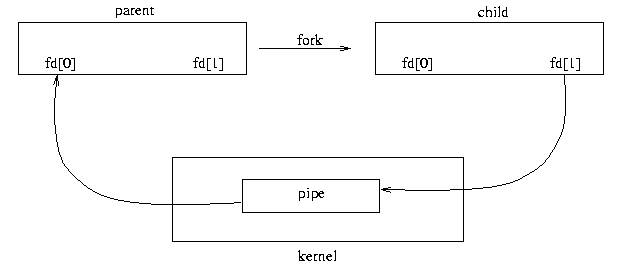 parent
child
fork
fd[0]
fd[1]
fd[0]
fd[1]
pipe
kernel